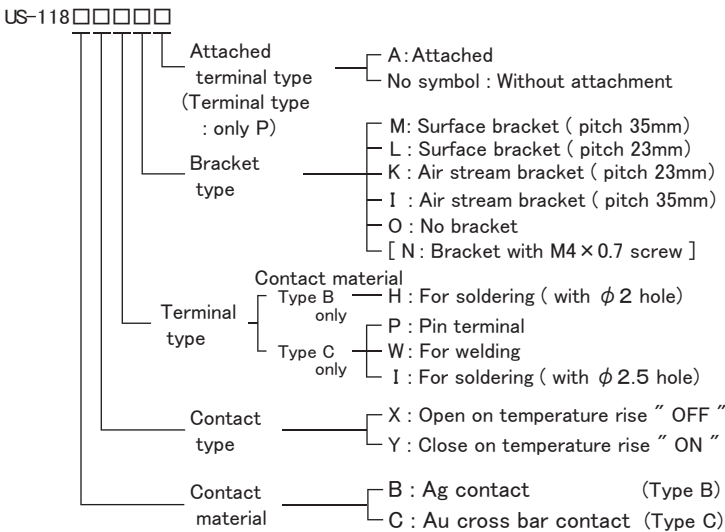 US-118□□□□□
Attached
terminal type
(Terminal type
: only P)
A : Attached
No symbol : Without attachment
Bracket
type
M: Surface bracket ( pitch 35mm)
L : Surface bracket ( pitch 23mm)
K : Air stream bracket ( pitch 23mm)
I : Air stream bracket ( pitch 35mm)
O : No bracket
[ N : Bracket with M4×0.7 screw ]
Terminal
type
Contact material
Type B
only
H : For soldering ( with φ2 hole)
Type C
only
P : Pin terminal
W : For welding
I : For soldering ( with φ2.5 hole)
Contact
type
X : Open on temperature rise ″ OFF ″
Y : Close on temperature rise ″ ON ″
Contact
material
B : Ag contact (Type B)
C : Au cross bar contact (Type C)